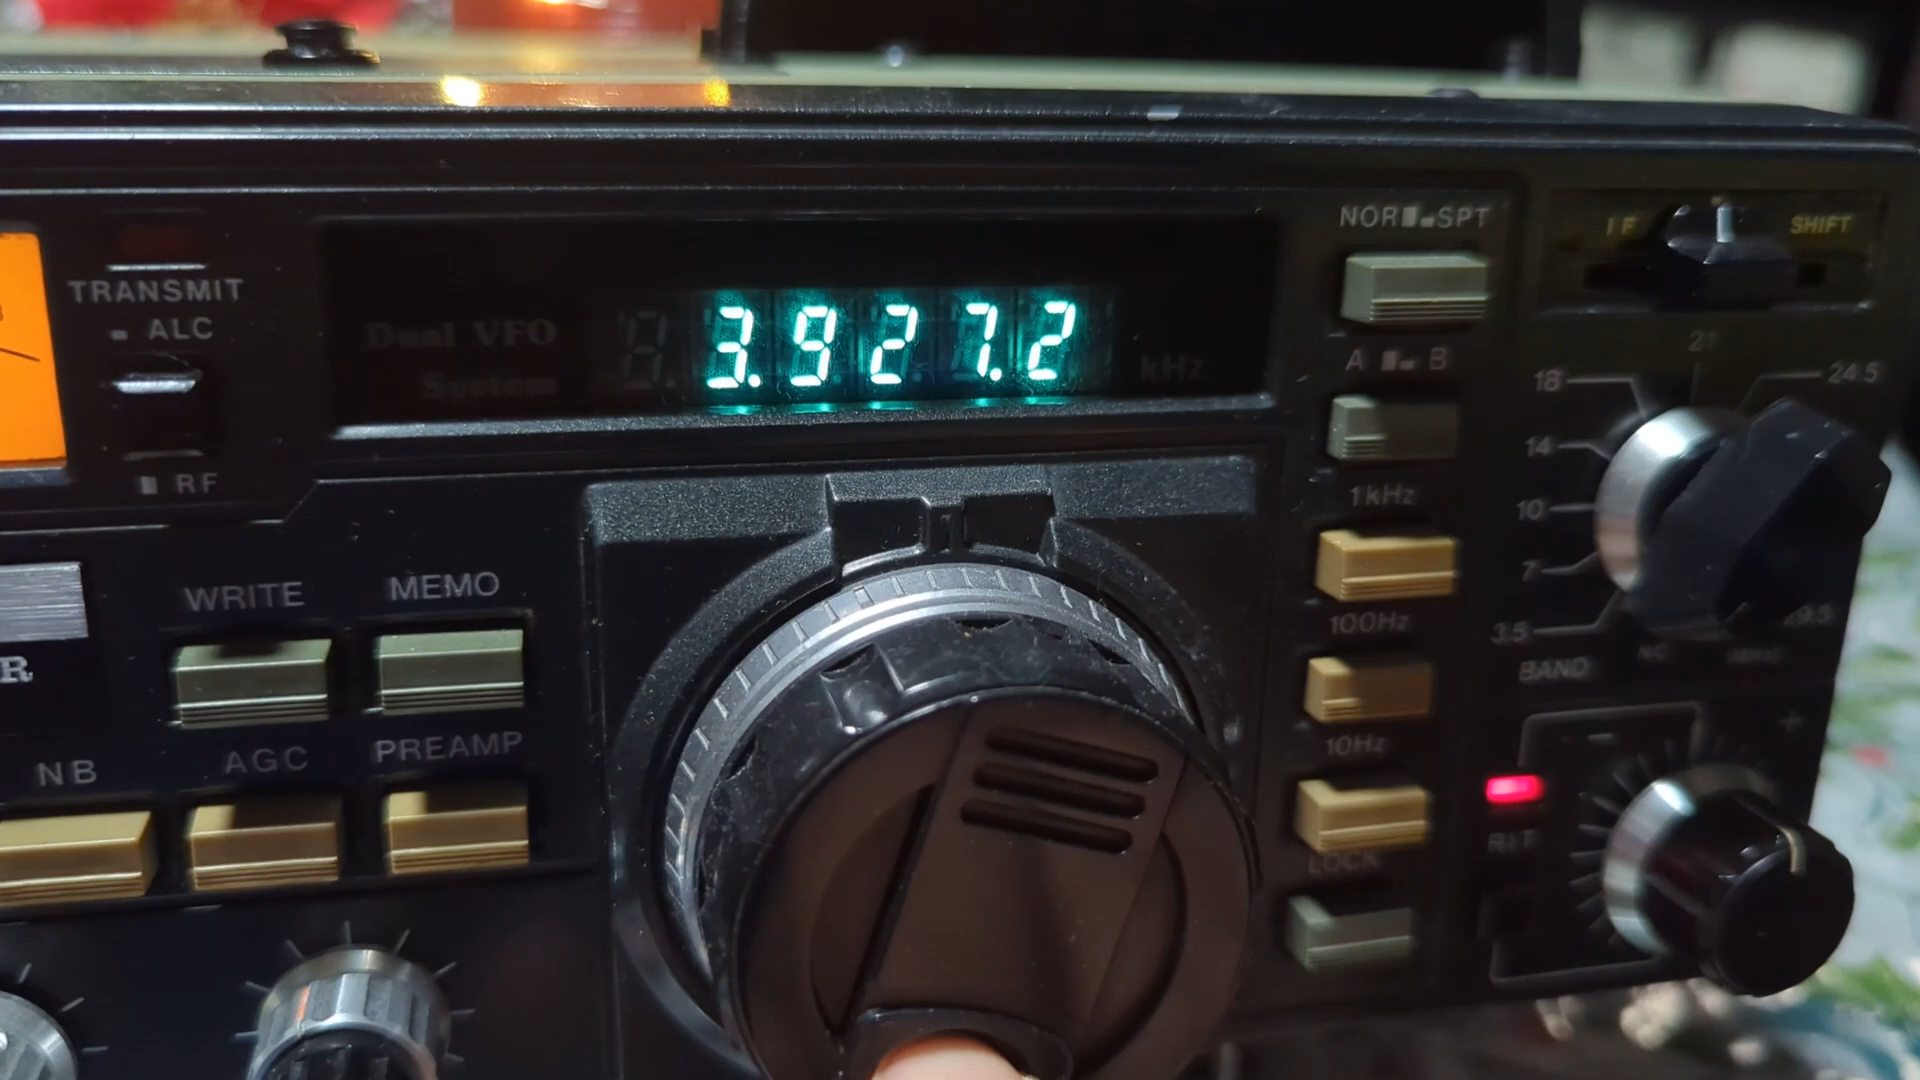 NOR SPT
IF SHIFT
TRANSMIT
ALC
RF
Dual VFO
System
3.927.2
kHz
A B
21
18
24.5
14
1kHz
10
7
100Hz
3.5
BAND
WRITE
MEMO
R
NB
AGC
PREAMP
10Hz
- +
RIT
LOCK